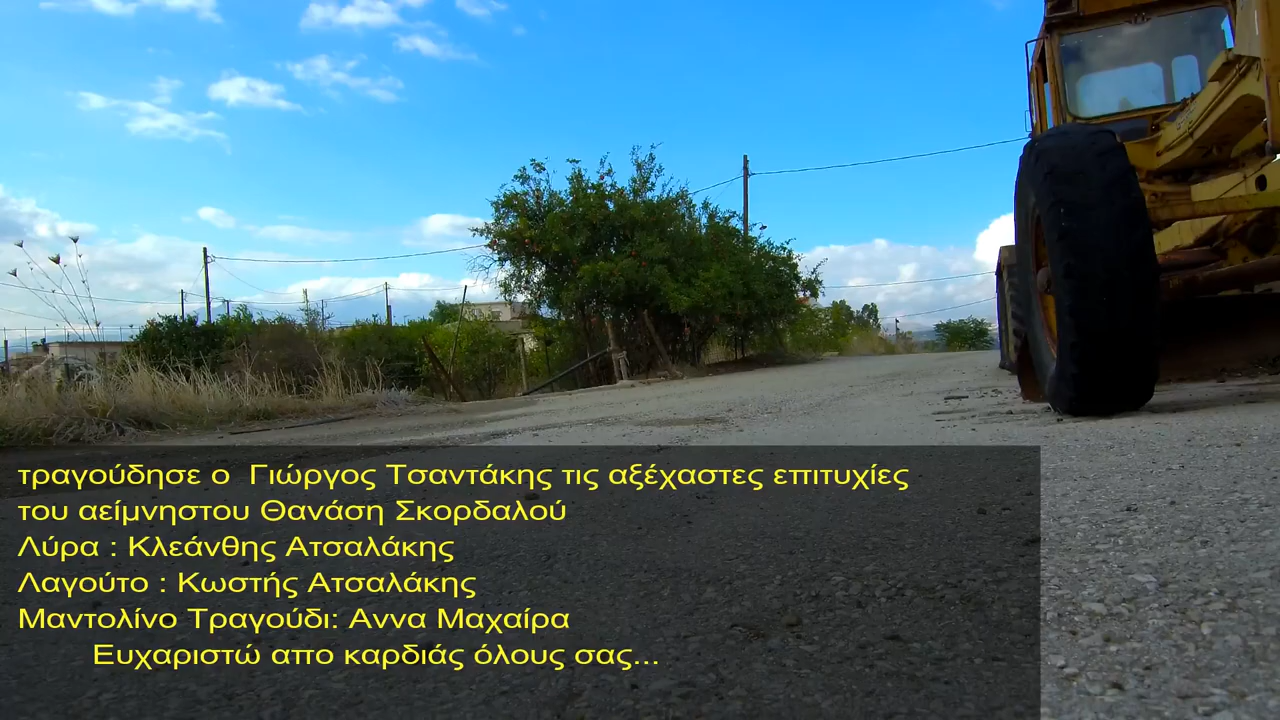 τραγούδησε ο  Γιώργος Τσαντάκης τις αξέχαστες επιτυχίες
του αείμνηστου Θανάση Σκορδαλού
Λύρα : Κλεάνθης Ατσαλάκης
Λαγούτο : Κωστής Ατσαλάκης
Μαντολίνο Τραγούδι: Αννα Μαχαίρα
Ευχαριστώ απο καρδιάς όλους σας...